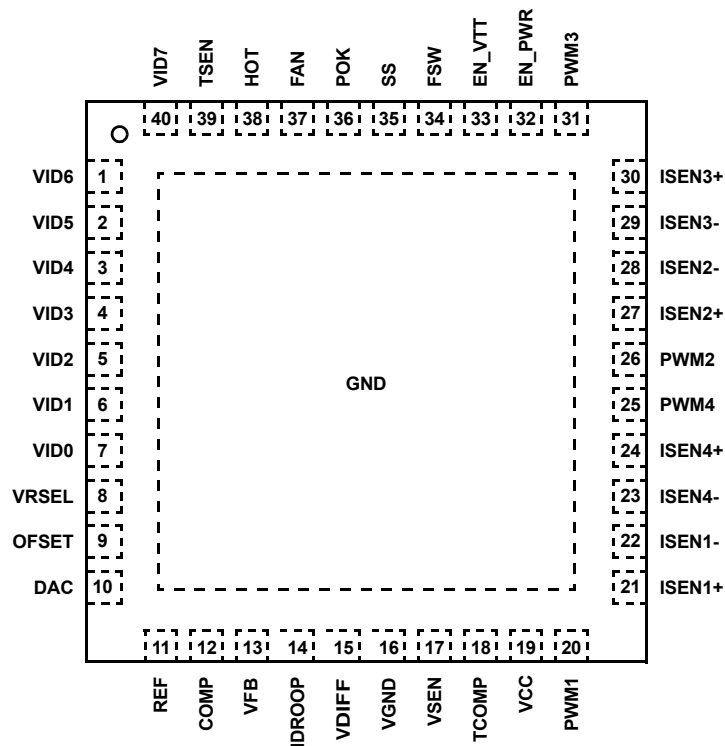 VID7 TSEN HOT FAN POK SS FSW EN_VTT EN_PWR PWM3
40 39 38 37 36 35 34 33 32 31
VID6 1 30 ISEN3+
VID5 2 29 ISEN3-
VID4 3 28 ISEN2-
VID3 4 27 ISEN2+
VID2 5 26 PWM2
GND
VID1 6 25 PWM4
VID0 7 24 ISEN4+
VRSEL 8 23 ISEN4-
OFSET 9 22 ISEN1-
DAC 10 21 ISEN1+
11 12 13 14 15 16 17 18 19 20
REF COMP VFB IDROOP VDIFF VGND VSEN TCOMP VCC PWM1